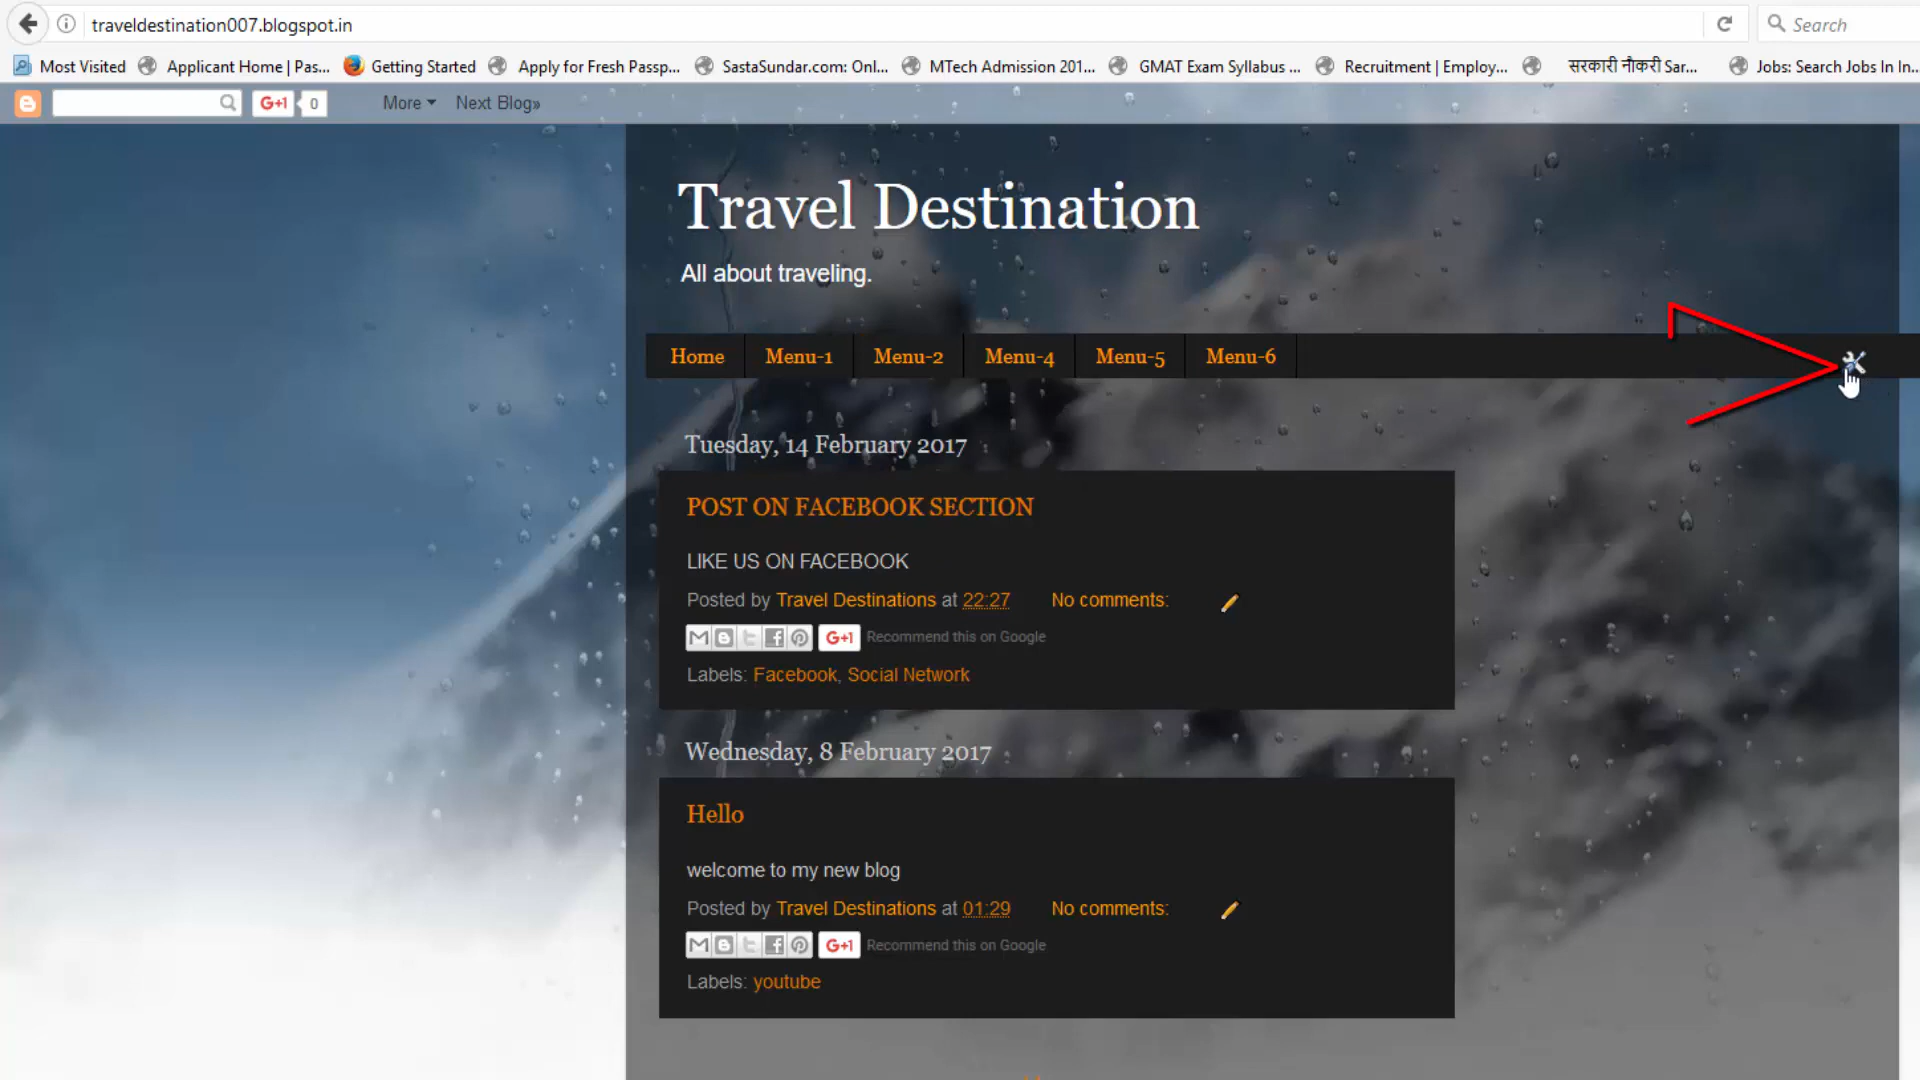 traveldestination007.blogspot.in
Search
Most Visited Applicant Home | Pas... Getting Started Apply for Fresh Passp... SastaSundar.com: Onl... MTech Admission 201... GMAT Exam Syllabus ... Recruitment | Employ... सरकारी नौकरी Sar... Jobs: Search Jobs In In...
G+1 0 More Next Blog»
Travel Destination
All about traveling.
Home Menu-1 Menu-2 Menu-4 Menu-5 Menu-6
Tuesday, 14 February 2017
POST ON FACEBOOK SECTION
LIKE US ON FACEBOOK
Posted by Travel Destinations at 22:27 No comments:
G+1 Recommend this on Google
Labels: Facebook, Social Network
Wednesday, 8 February 2017
Hello
welcome to my new blog
Posted by Travel Destinations at 01:29 No comments:
G+1 Recommend this on Google
Labels: youtube